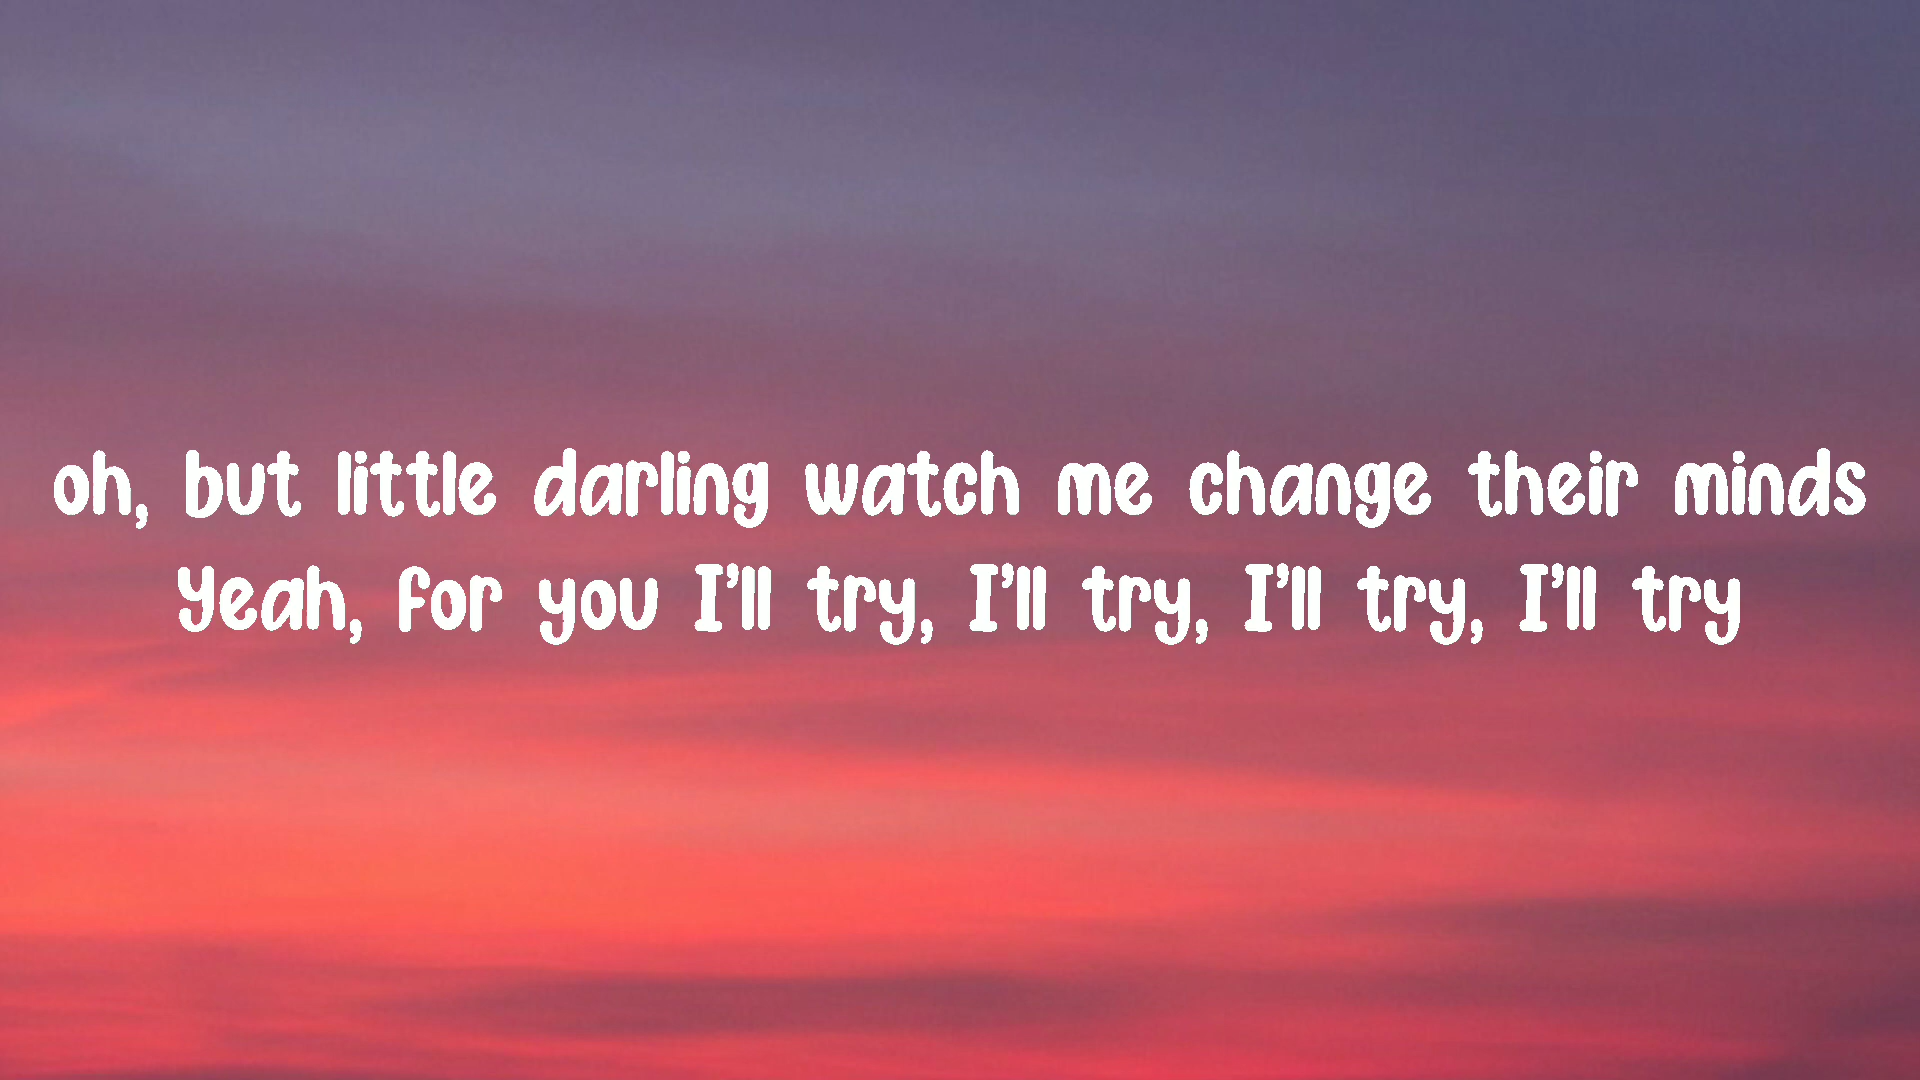 oh, but little darling watch me change their minds
Yeah, for you I'll try, I'll try, I'll try, I'll try